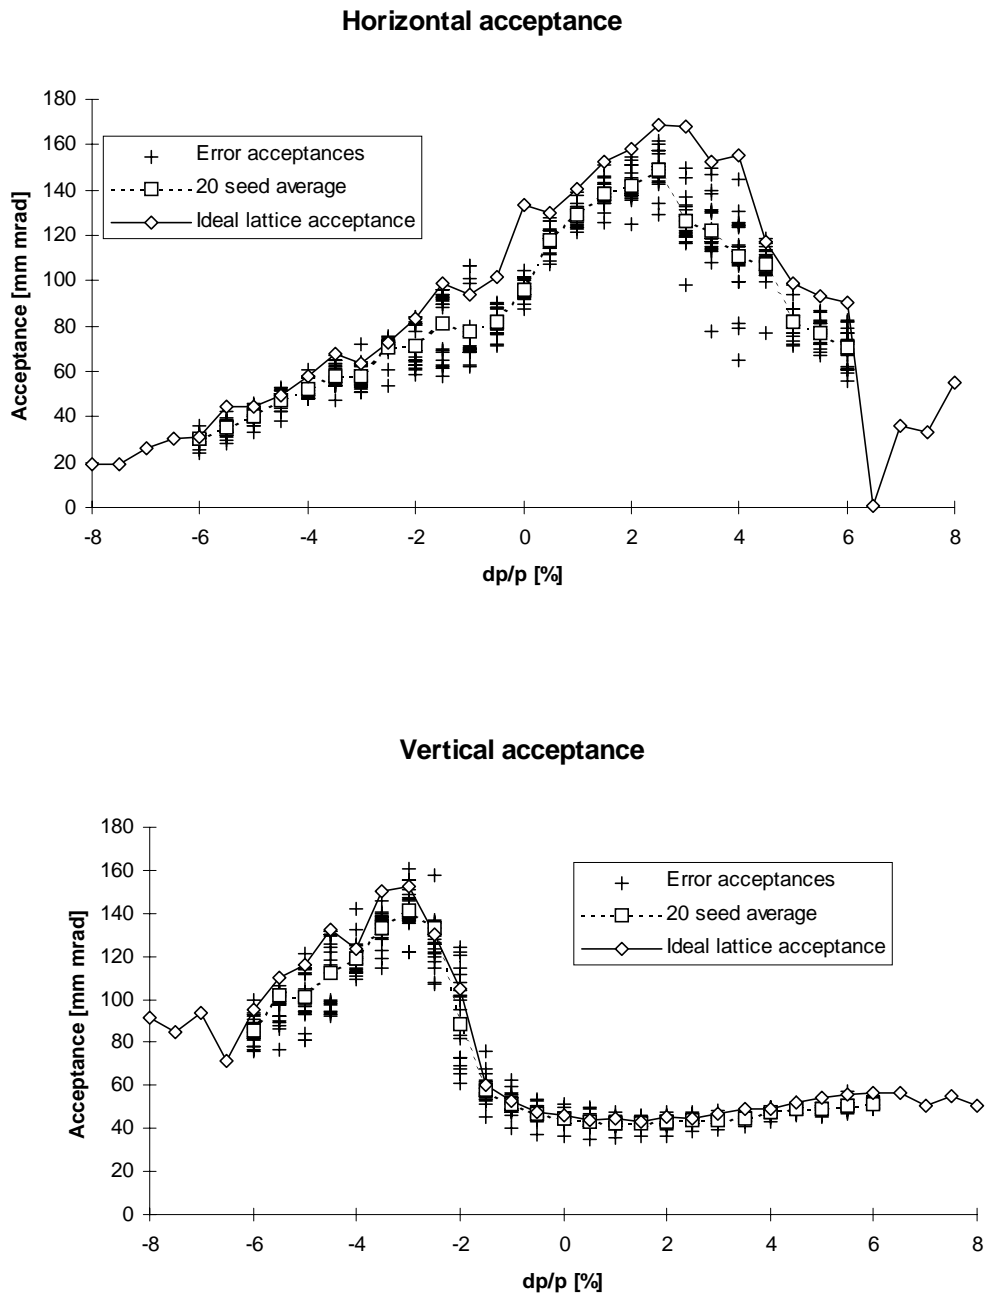 Horizontal acceptance
180
160
140
120
100
80
60
40
20
0
Acceptance [mm mrad]
Error acceptances
20 seed average
Ideal lattice acceptance
-8 -6 -4 -2 0 2 4 6 8
dp/p [%]
Vertical acceptance
180
160
140
120
100
80
60
40
20
0
Acceptance [mm mrad]
Error acceptances
20 seed average
Ideal lattice acceptance
-8 -6 -4 -2 0 2 4 6 8
dp/p [%]